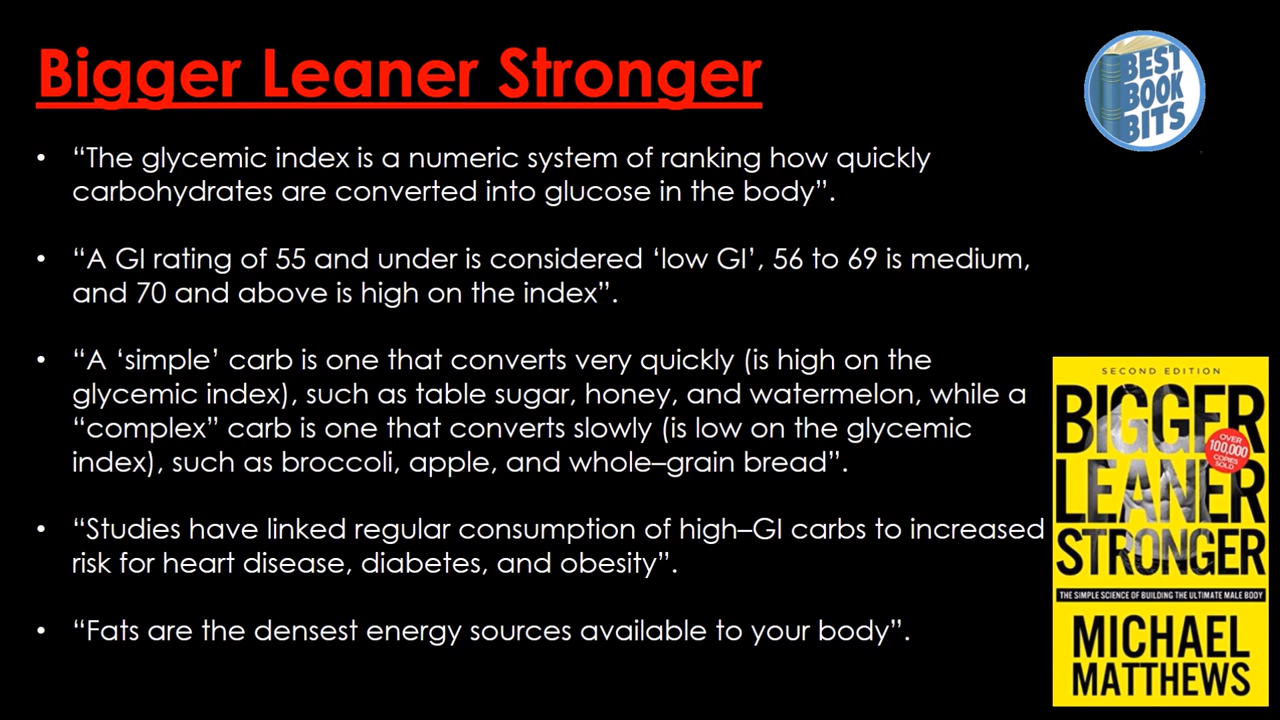 Bigger Leaner Stronger
BEST
BOOK
BITS
• “The glycemic index is a numeric system of ranking how quickly
carbohydrates are converted into glucose in the body”.
• “A GI rating of 55 and under is considered ‘low GI’, 56 to 69 is medium,
and 70 and above is high on the index”.
• “A ‘simple’ carb is one that converts very quickly (is high on the
glycemic index), such as table sugar, honey, and watermelon, while a
“complex” carb is one that converts slowly (is low on the glycemic
index), such as broccoli, apple, and whole–grain bread”.
• “Studies have linked regular consumption of high–GI carbs to increased
risk for heart disease, diabetes, and obesity”.
• “Fats are the densest energy sources available to your body”.
SECOND EDITION
BIGGER
LEANER
STRONGER
OVER
100,000
COPIES
SOLD
THE SIMPLE SCIENCE OF BUILDING THE ULTIMATE MALE BODY
MICHAEL
MATTHEWS